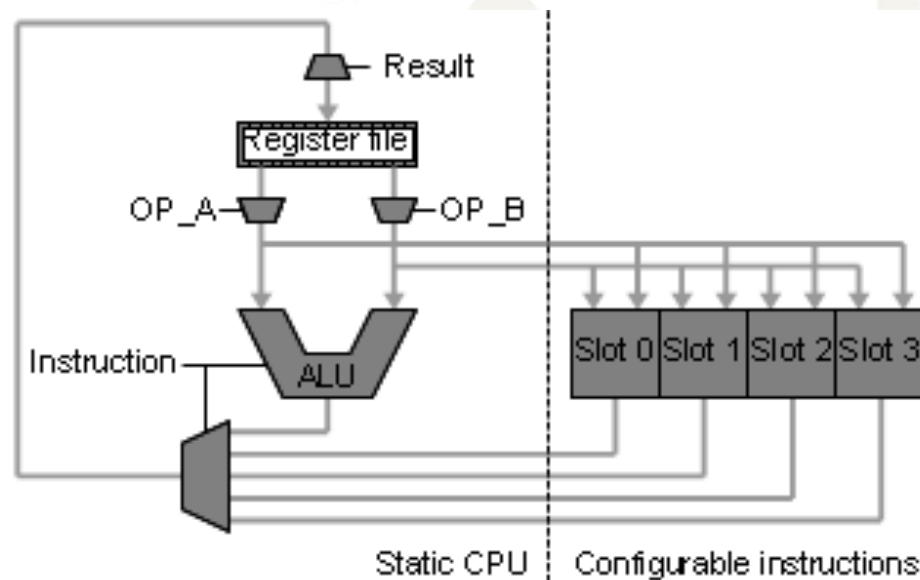 Result
Register file
OP_A
OP_B
Instruction
ALU
Slot 0
Slot 1
Slot 2
Slot 3
Static CPU
Configurable instructions